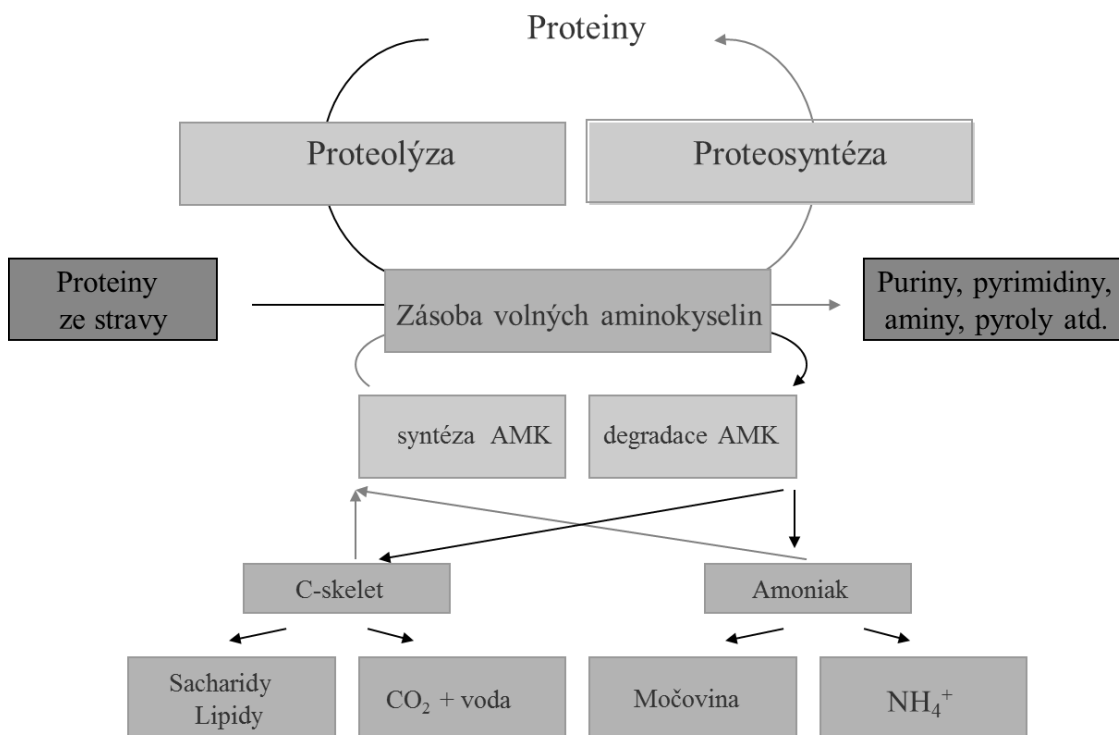 Proteiny
Proteolýza
Proteosyntéza
Proteiny
ze stravy
Zásoba volných aminokyselin
Puriny, pyrimidiny,
aminy, pyroly atd.
syntéza AMK
degradace AMK
C-skelet
Amoniak
Sacharidy
Lipidy
CO₂ + voda
Močovina
NH₄⁺